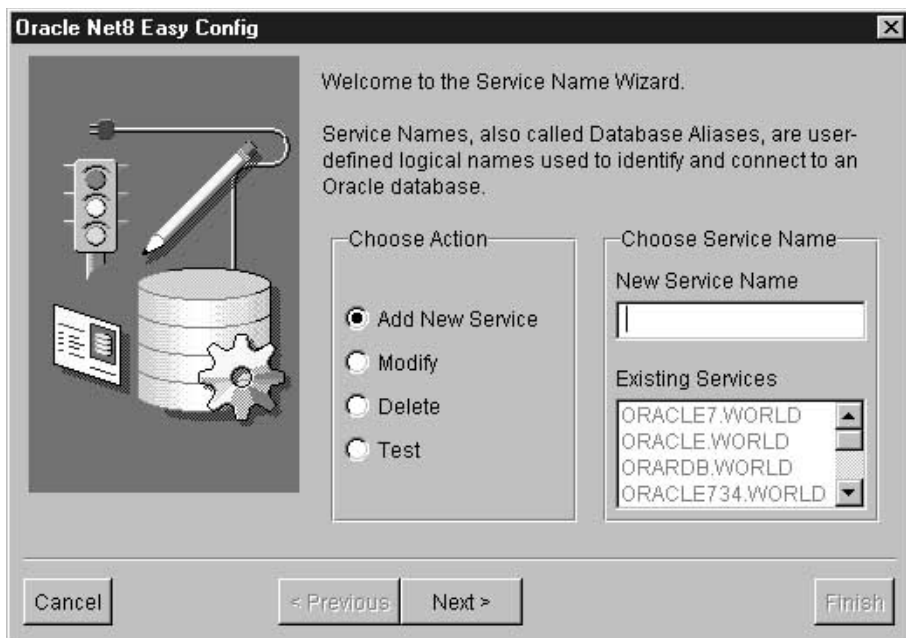 Oracle Net8 Easy Config
Welcome to the Service Name Wizard.
Service Names, also called Database Aliases, are user-
defined logical names used to identify and connect to an
Oracle database.
Choose Action
Add New Service
Modify
Delete
Test
Choose Service Name
New Service Name
Existing Services
ORACLE7.WORLD
ORACLE.WORLD
ORARDB.WORLD
ORACLE734.WORLD
Cancel
< Previous
Next >
Finish